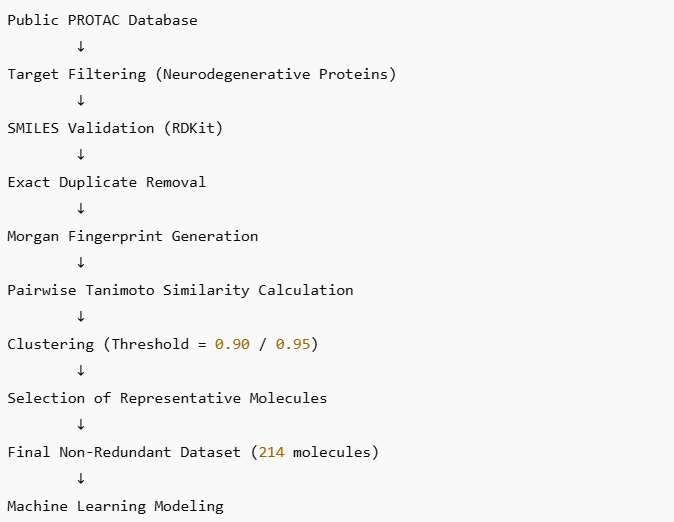 Public PROTAC Database
↓
Target Filtering (Neurodegenerative Proteins)
↓
SMILES Validation (RDKit)
↓
Exact Duplicate Removal
↓
Morgan Fingerprint Generation
↓
Pairwise Tanimoto Similarity Calculation
↓
Clustering (Threshold = 0.90 / 0.95)
↓
Selection of Representative Molecules
↓
Final Non-Redundant Dataset (214 molecules)
↓
Machine Learning Modeling